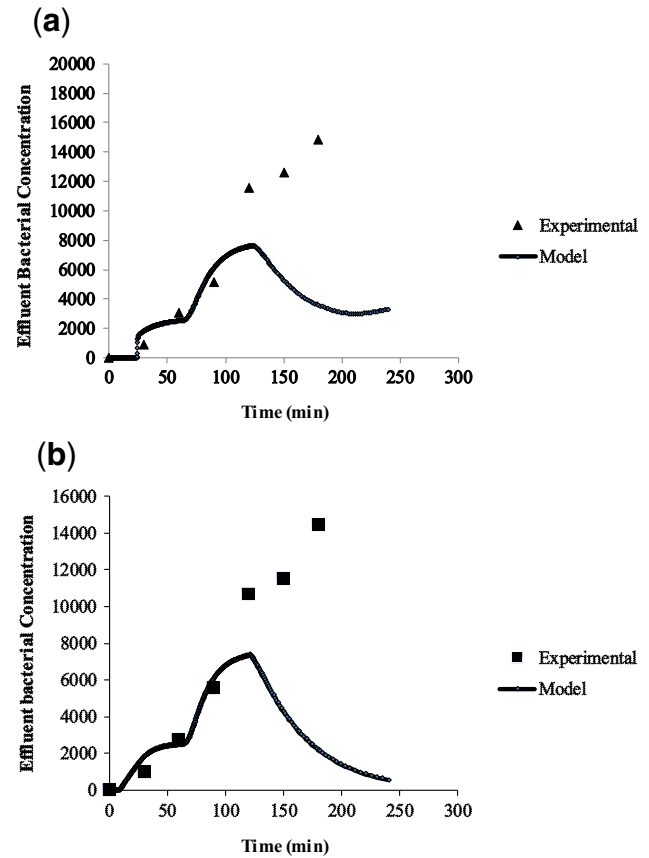 (a)
Effluent Bacterial Concentration
20000
18000
16000
14000
12000
10000
8000
6000
4000
2000
0
0 50 100 150 200 250 300
Time (min)
Experimental
Model
(b)
Effluent bacterial Concentration
16000
14000
12000
10000
8000
6000
4000
2000
0
0 50 100 150 200 250 300
Time (min)
Experimental
Model